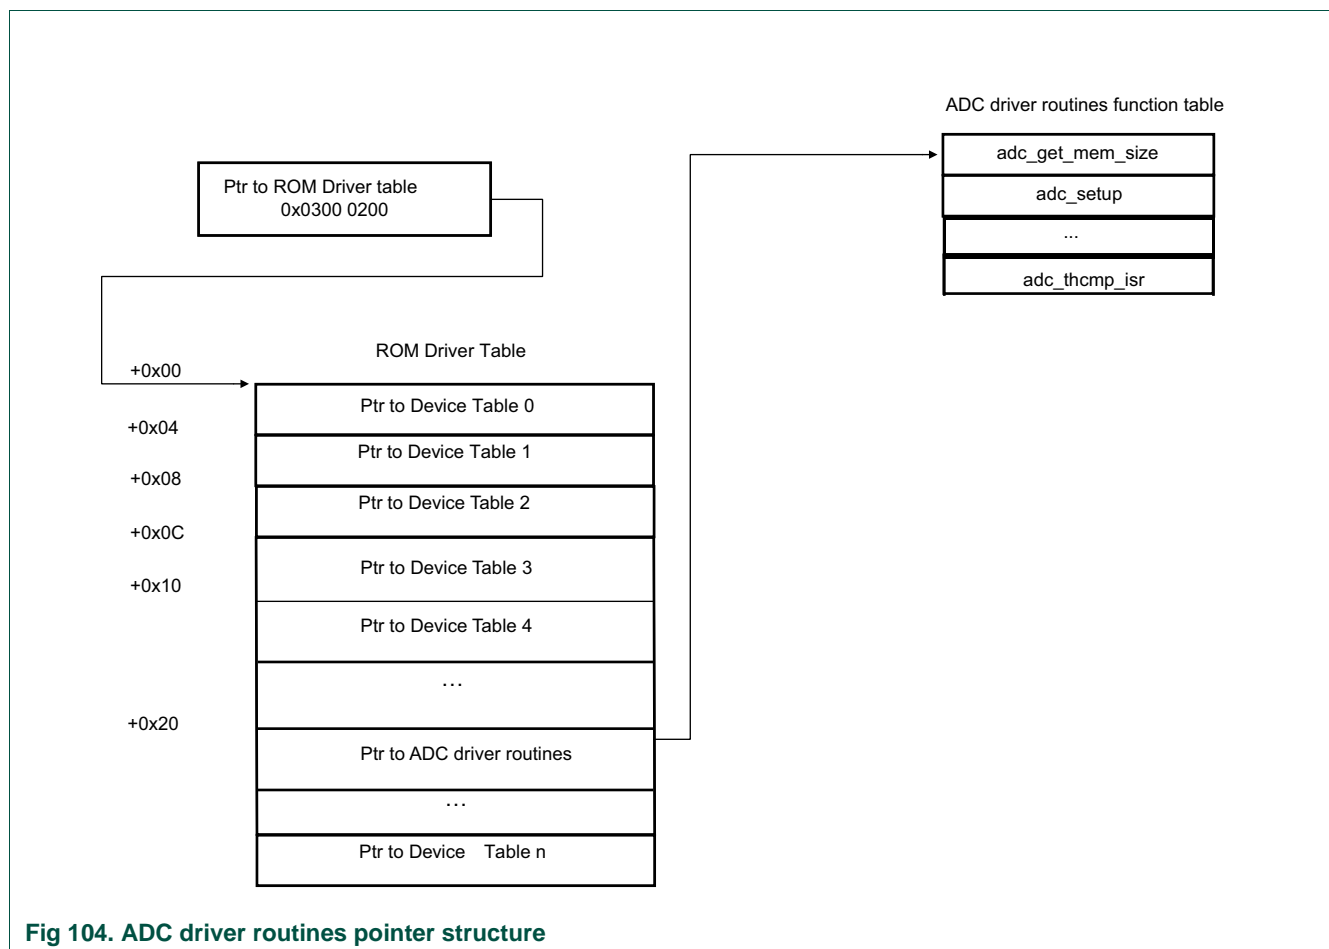 ADC driver routines function table
adc_get_mem_size
adc_setup
...
adc_thcmp_isr
Ptr to ROM Driver table
0x0300 0200
ROM Driver Table
+0x00
Ptr to Device Table 0
+0x04
Ptr to Device Table 1
+0x08
Ptr to Device Table 2
+0x0C
Ptr to Device Table 3
+0x10
Ptr to Device Table 4
…
+0x20
Ptr to ADC driver routines
…
Ptr to Device Table n
Fig 104. ADC driver routines pointer structure